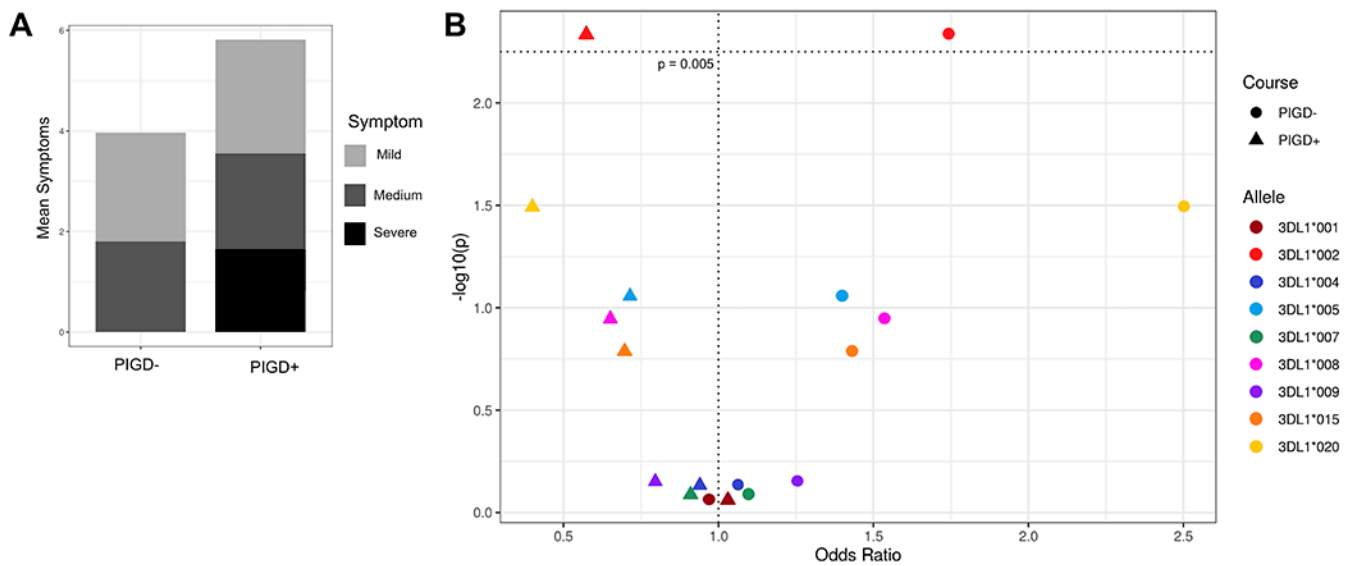 A
Mean Symptoms
6
4
2
0
PIGD-
PIGD+
Symptom
Mild
Medium
Severe
B
-log10(p)
2.0
1.5
1.0
0.5
0.0
p = 0.005
0.5
1.0
1.5
2.0
2.5
Odds Ratio
Course
PIGD-
PIGD+
Allele
3DL1*001
3DL1*002
3DL1*004
3DL1*005
3DL1*007
3DL1*008
3DL1*009
3DL1*015
3DL1*020